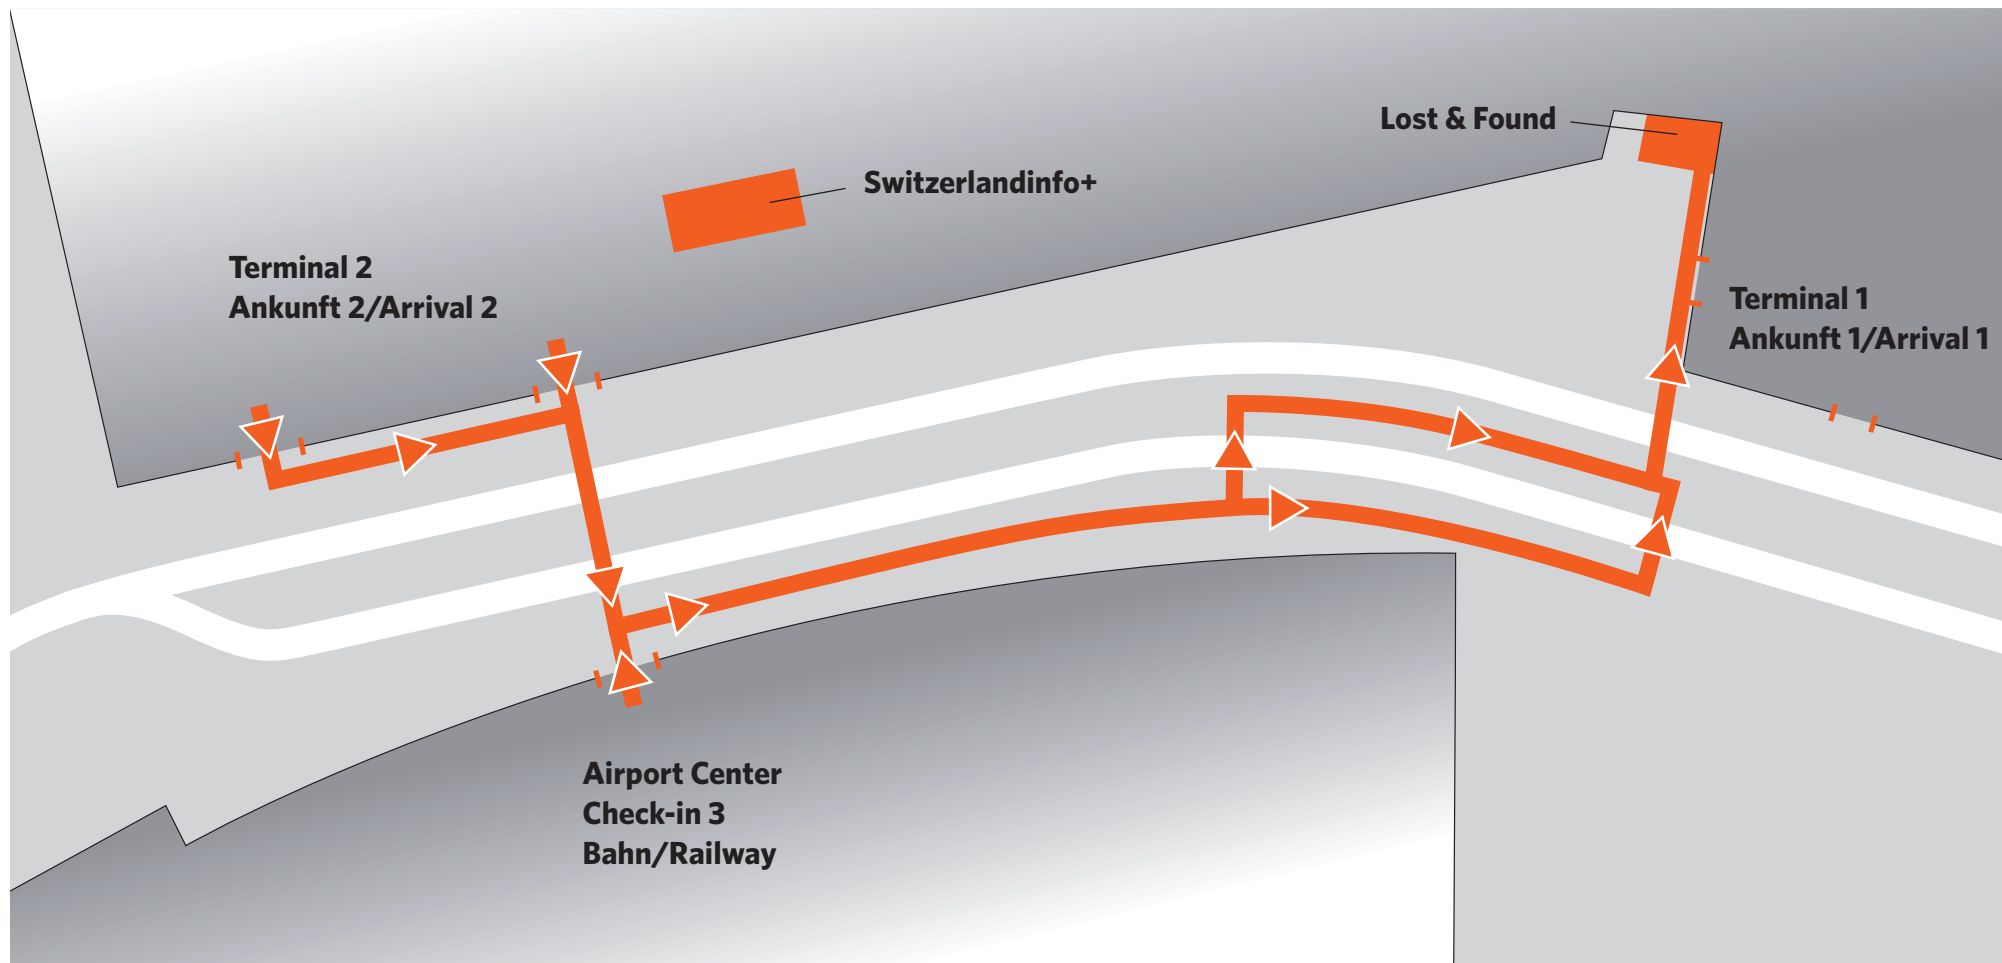 Lost & Found
Switzerlandinfo+
Terminal 2
Ankunft 2/Arrival 2
Terminal 1
Ankunft 1/Arrival 1
Airport Center
Check-in 3
Bahn/Railway